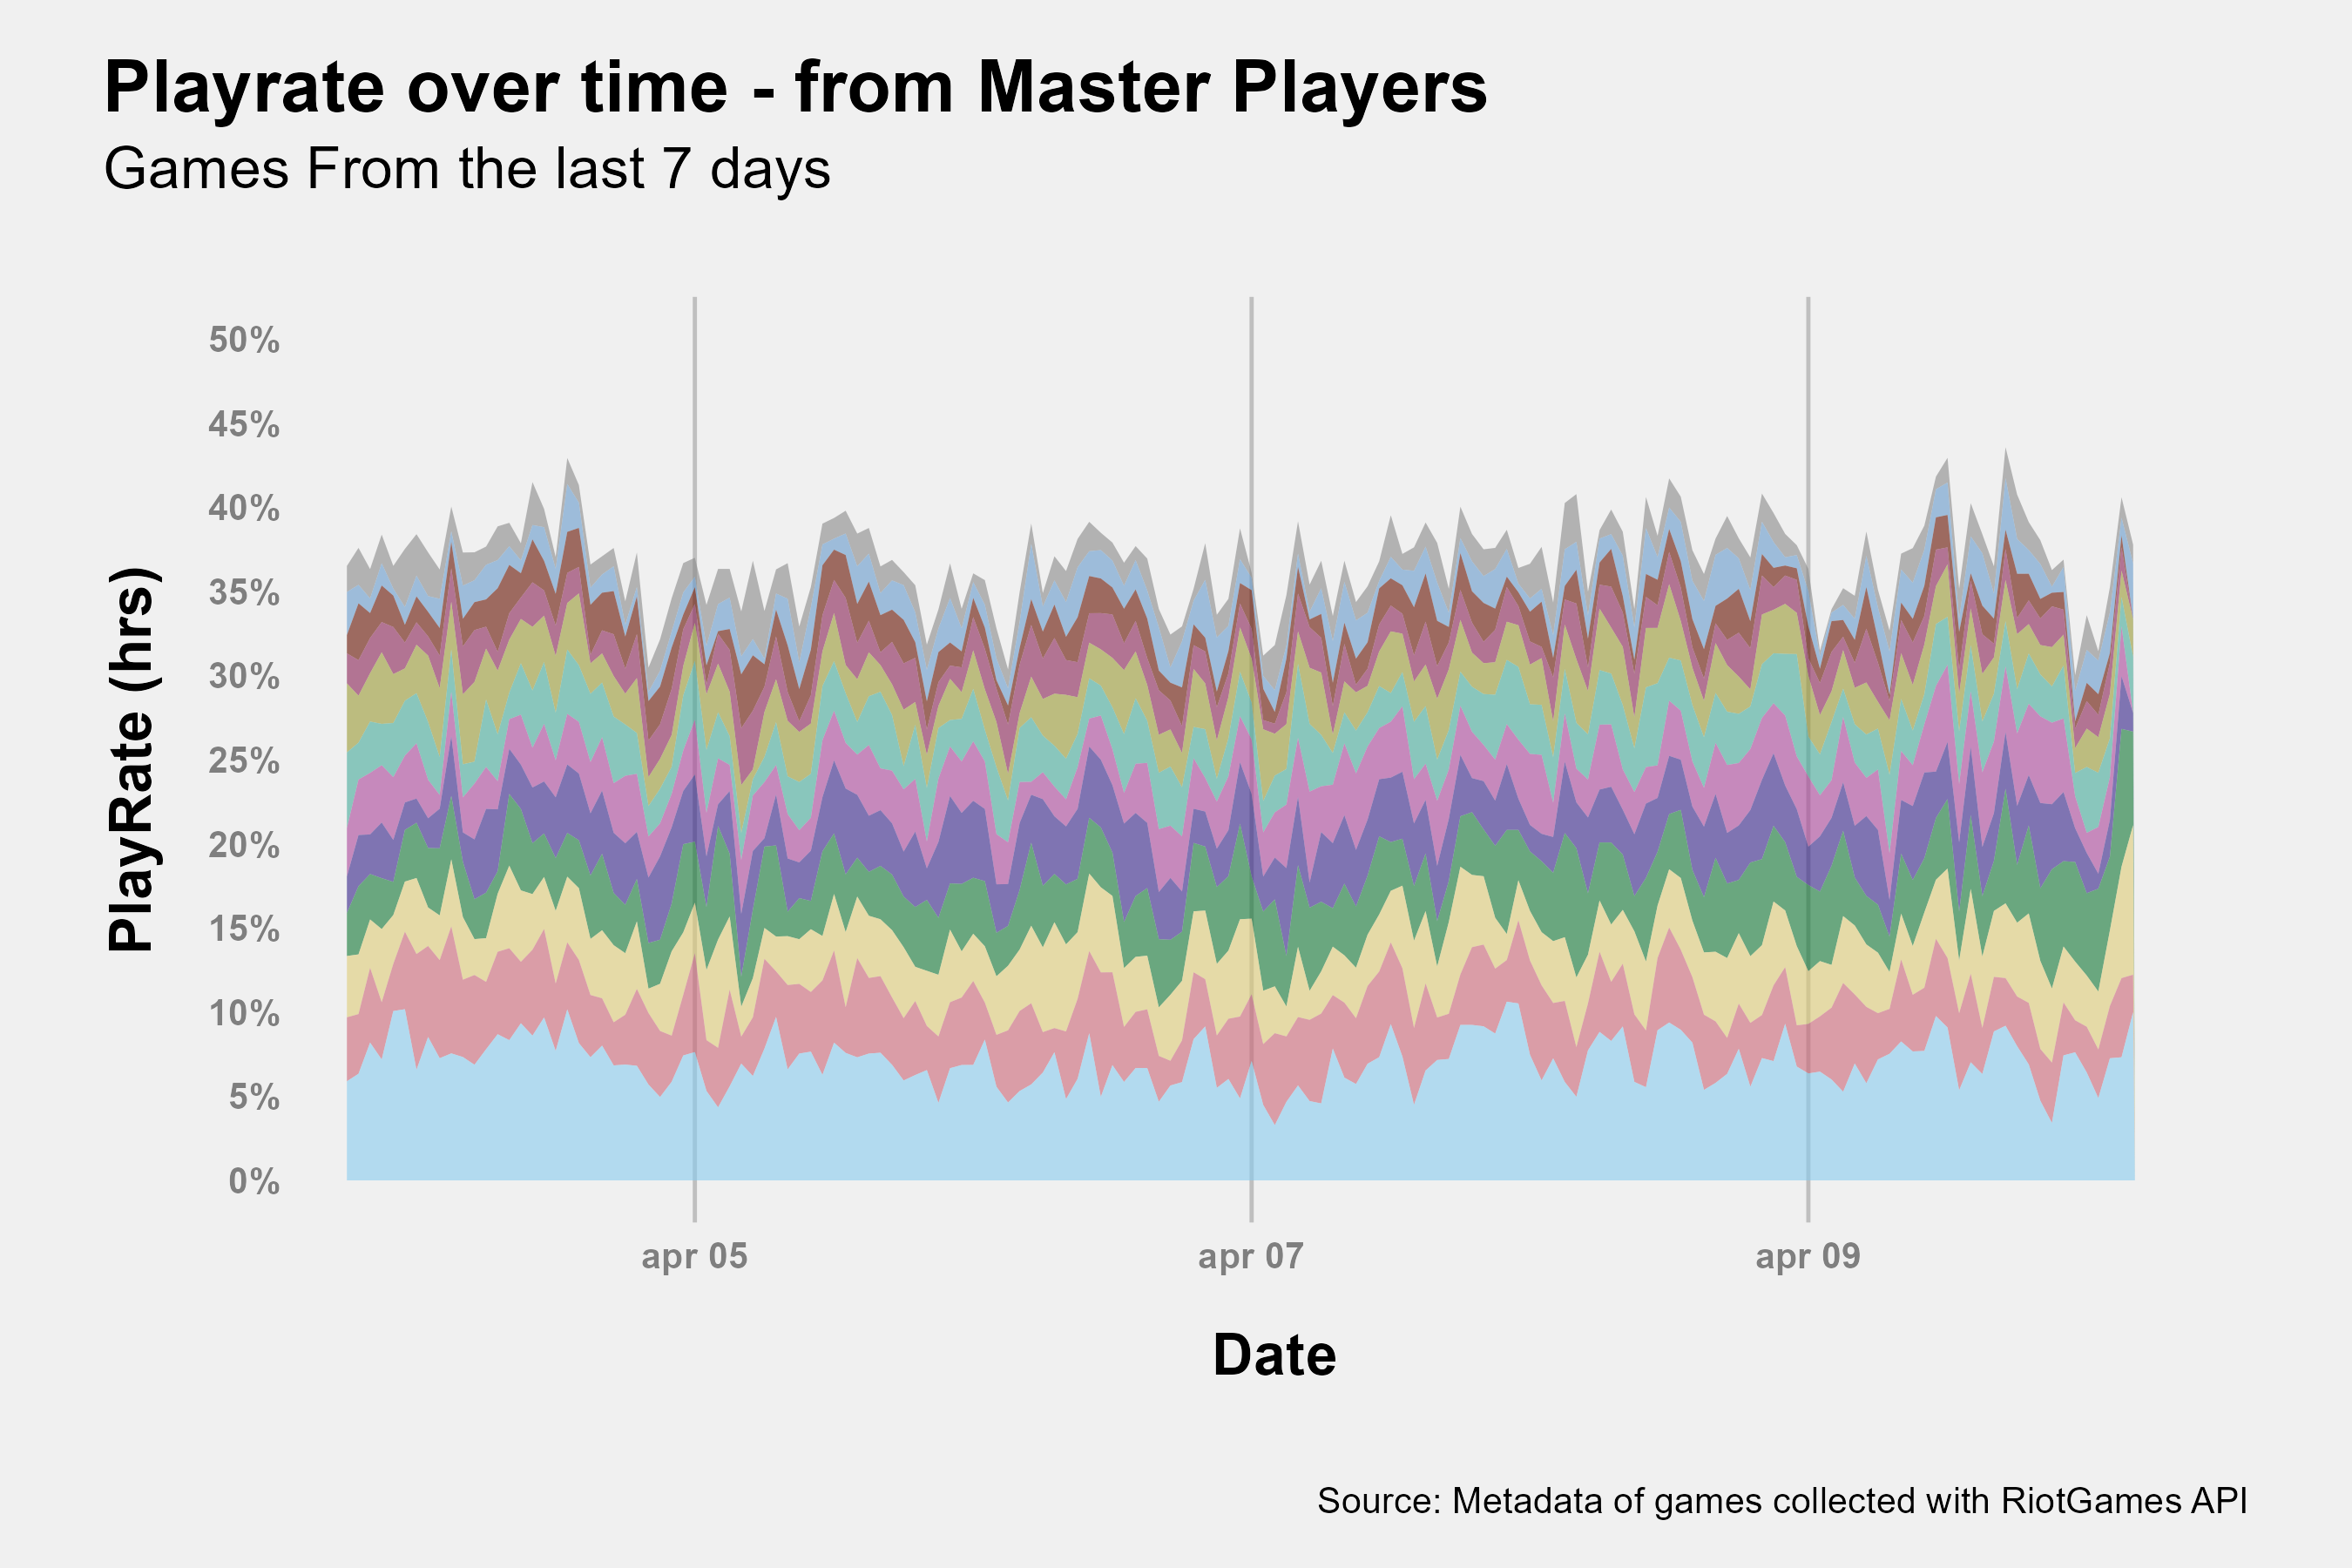 Playrate over time - from Master Players
Games From the last 7 days
50%
45%
40%
35%
30%
25%
20%
15%
10%
5%
0%
PlayRate (hrs)
apr 05
apr 07
apr 09
Date
Source: Metadata of games collected with RiotGames API